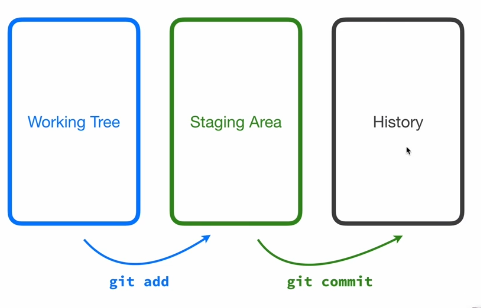 Working Tree
Staging Area
History
git add
git commit